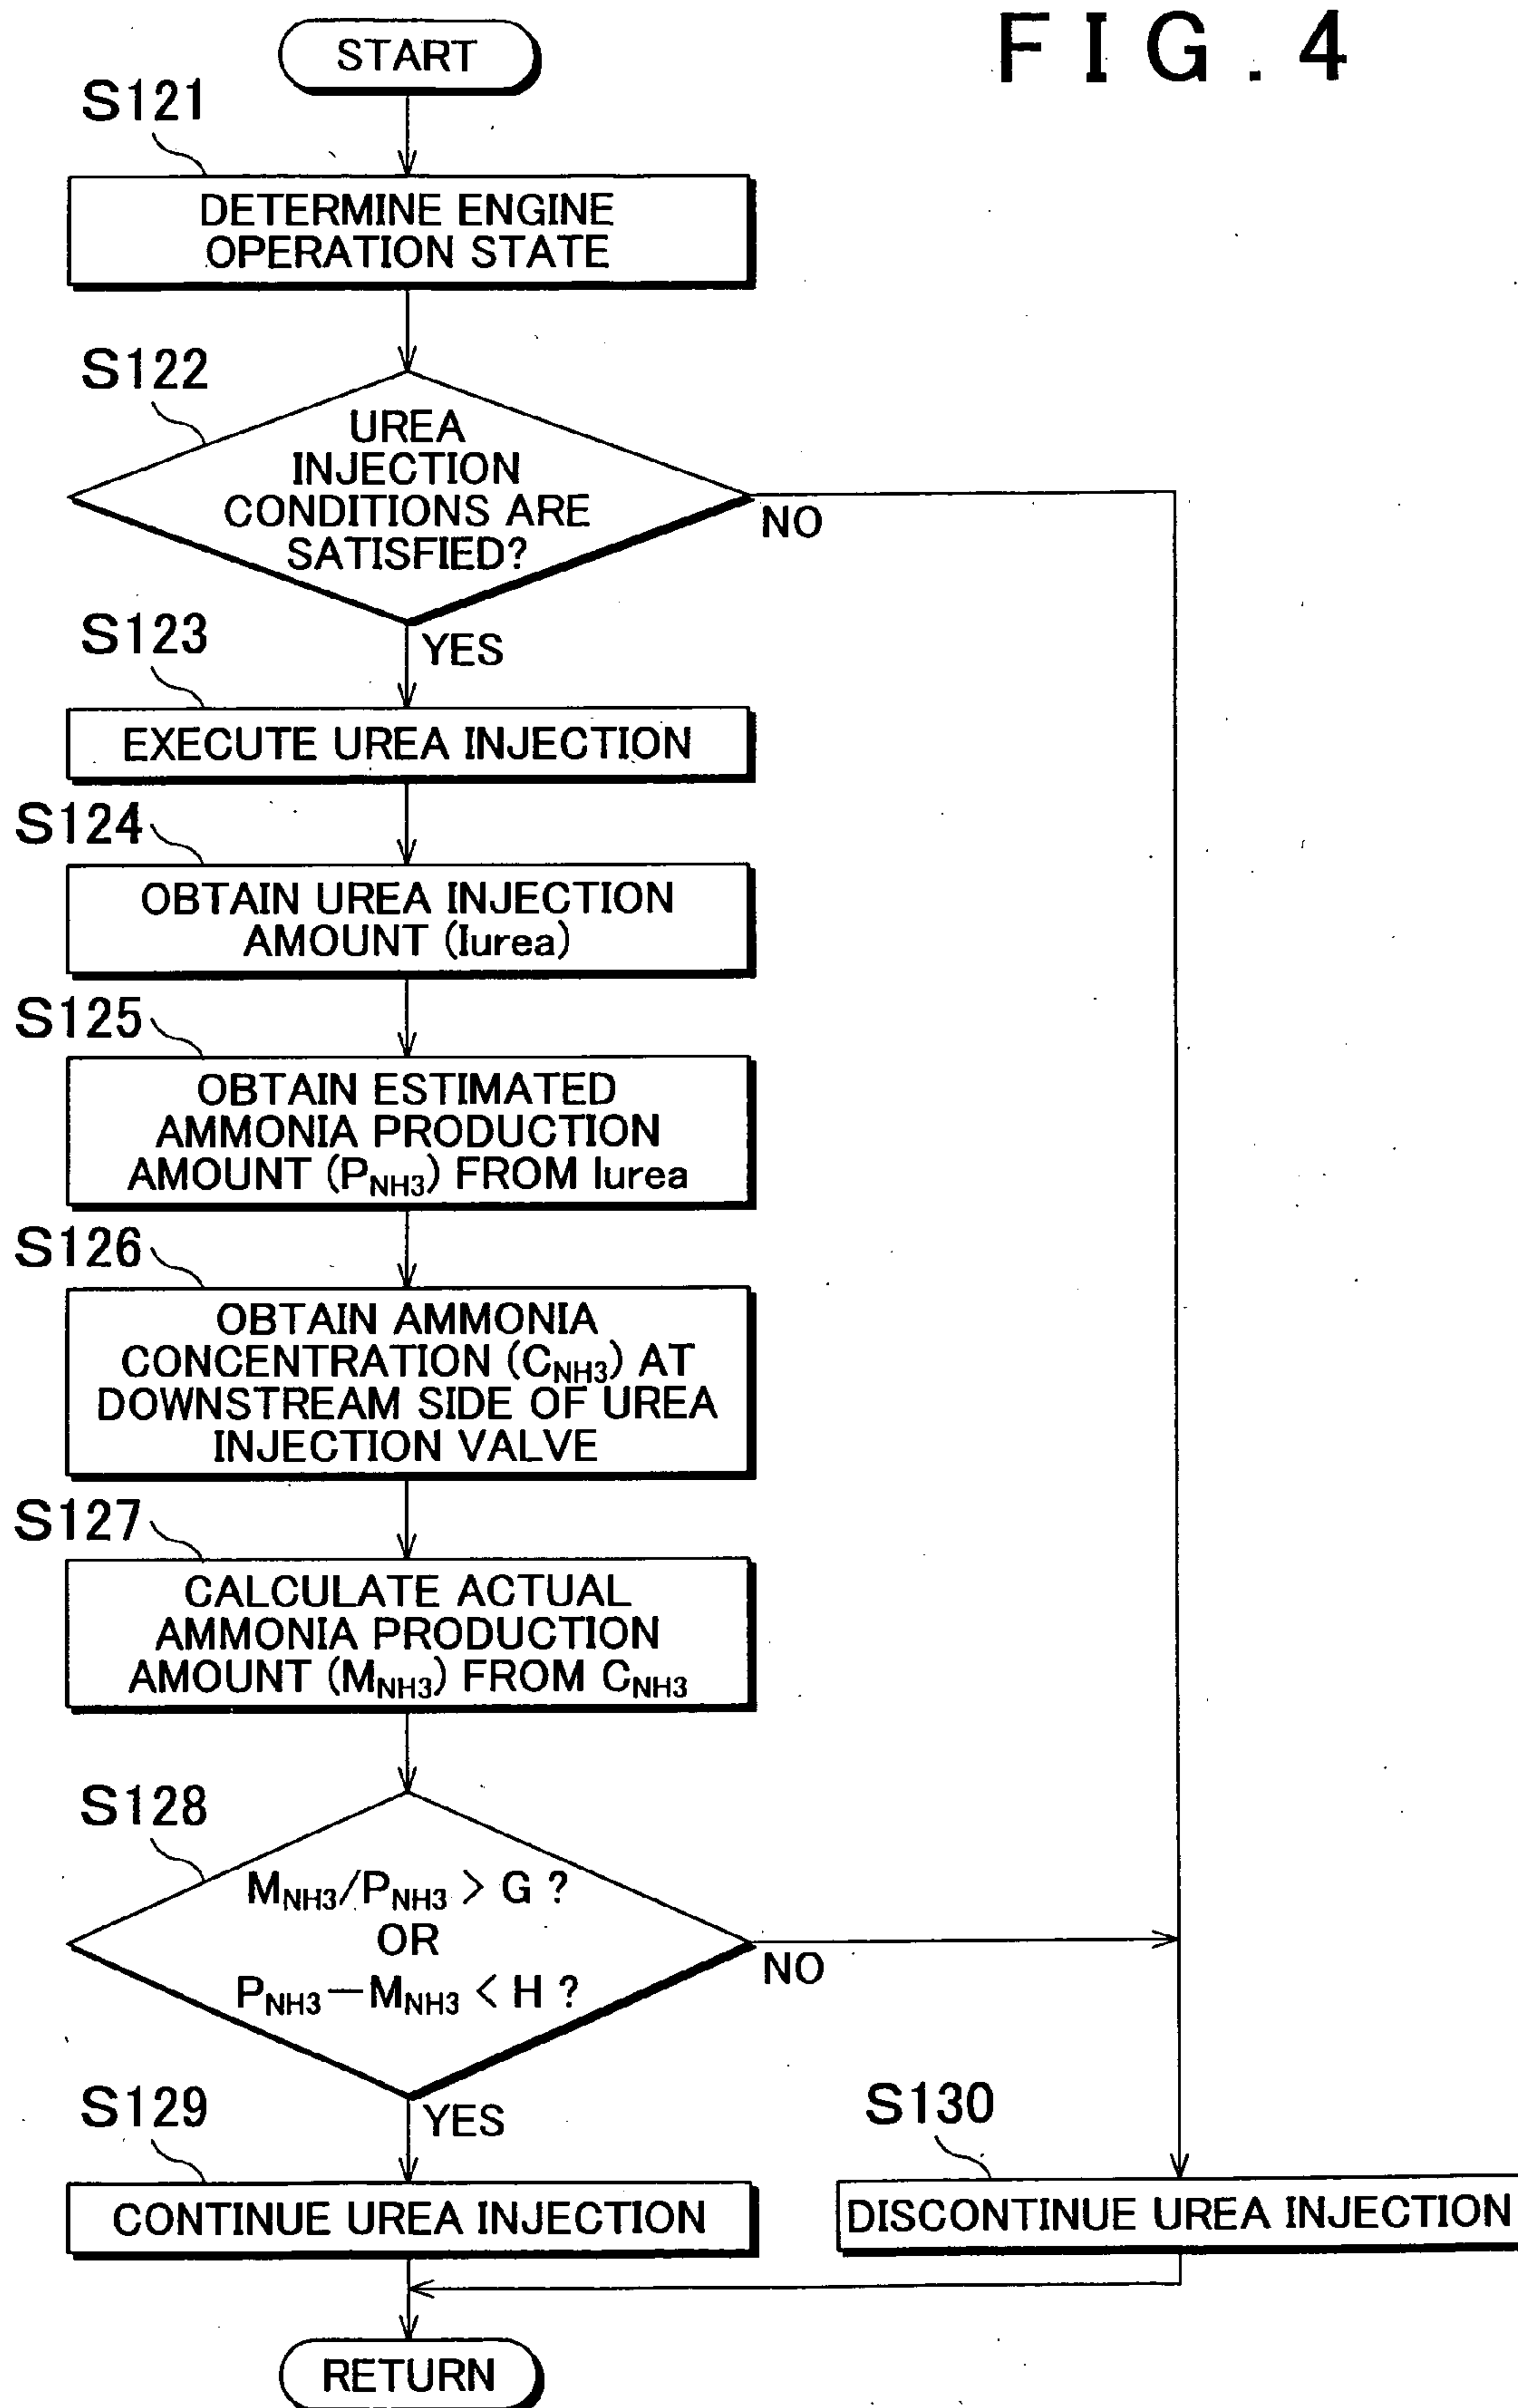 FIG.4
START
S121
DETERMINE ENGINE
OPERATION STATE
S122
UREA
INJECTION
CONDITIONS ARE
SATISFIED?
NO
YES
S123
EXECUTE UREA INJECTION
S124
OBTAIN UREA INJECTION
AMOUNT (Iurea)
S125
OBTAIN ESTIMATED
AMMONIA PRODUCTION
AMOUNT (PNH3) FROM Iurea
S126
OBTAIN AMMONIA
CONCENTRATION (CNH3) AT
DOWNSTREAM SIDE OF UREA
INJECTION VALVE
S127
CALCULATE ACTUAL
AMMONIA PRODUCTION
AMOUNT (MNH3) FROM CNH3
S128
MNH3/PNH3 > G ?
OR
PNH3－MNH3 < H ?
NO
YES
S129
CONTINUE UREA INJECTION
S130
DISCONTINUE UREA INJECTION
RETURN